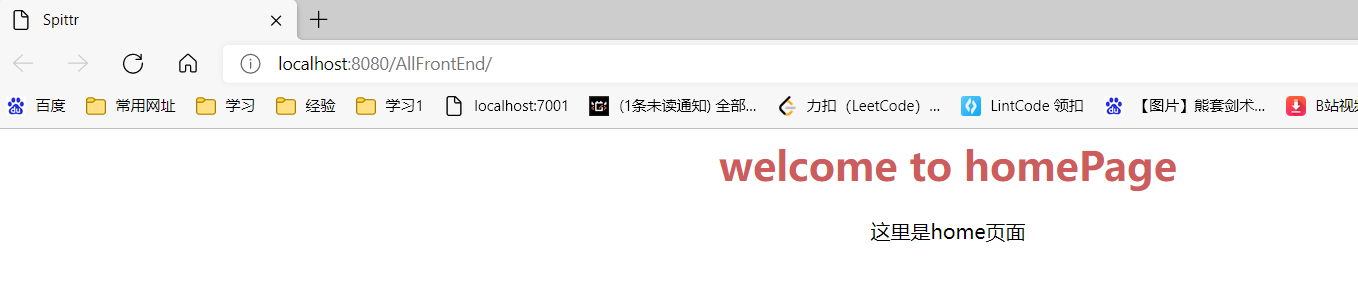 Spittr
localhost:8080/AllFrontEnd/
百度 常用网址 学习 经验 学习1 localhost:7001 (1条未读通知) 全部... 力扣（LeetCode）... LintCode 领扣 【图片】熊套剑术... B站视频
welcome to homePage
这里是home页面